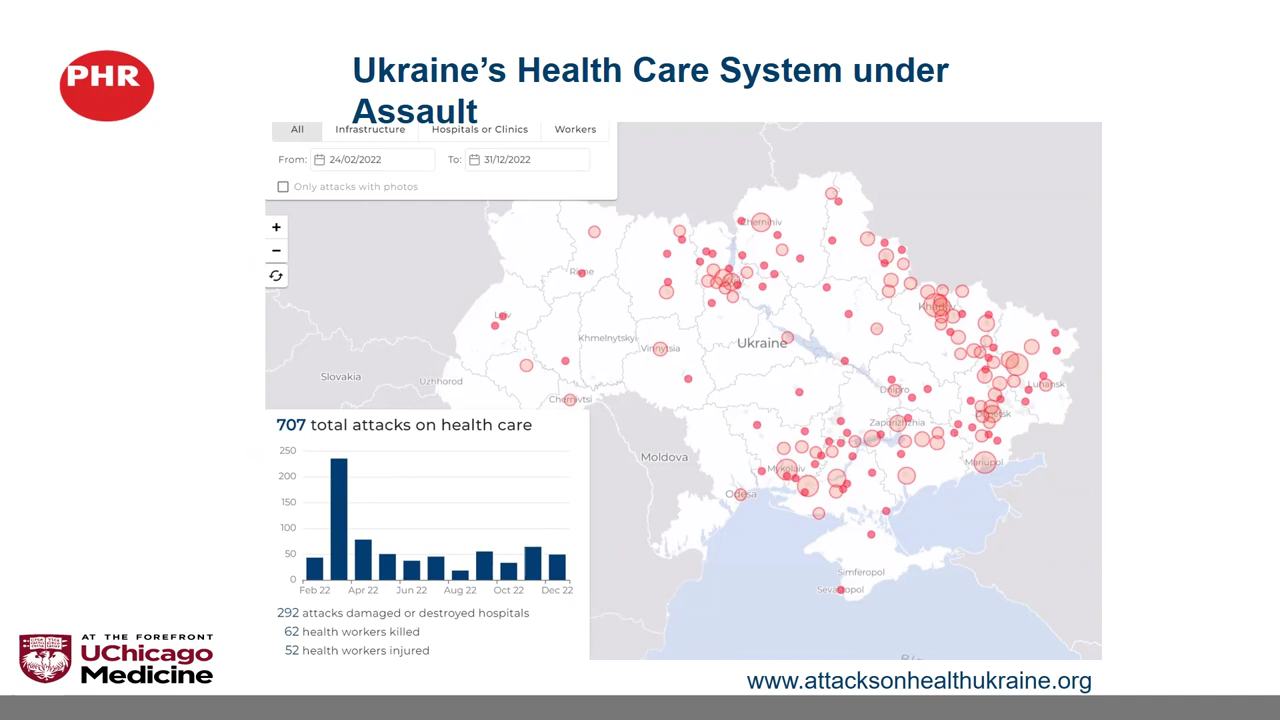 PHR
Ukraine's Health Care System under
Assault
All Infrastructure Hospitals or Clinics Workers
From: 24/02/2022 To: 31/12/2022
Only attacks with photos
+
−
Cherniniv
Rivne
Kharkiv
Lviv
Khmelnytskyi
Vinnytsia
Ukraine
Slovakia
Uzhhorod
Chernivtsi
Dnipro
Luhansk
Donetsk
Zaporizhzhia
Moldova
Mykolaiv
Mariupol
Odesa
Simferopol
Sevastopol
707 total attacks on health care
250
200
150
100
50
0
Feb 22 Apr 22 Jun 22 Aug 22 Oct 22 Dec 22
292 attacks damaged or destroyed hospitals
62 health workers killed
52 health workers injured
AT THE FOREFRONT
UChicago
Medicine
www.attacksonhealthukraine.org